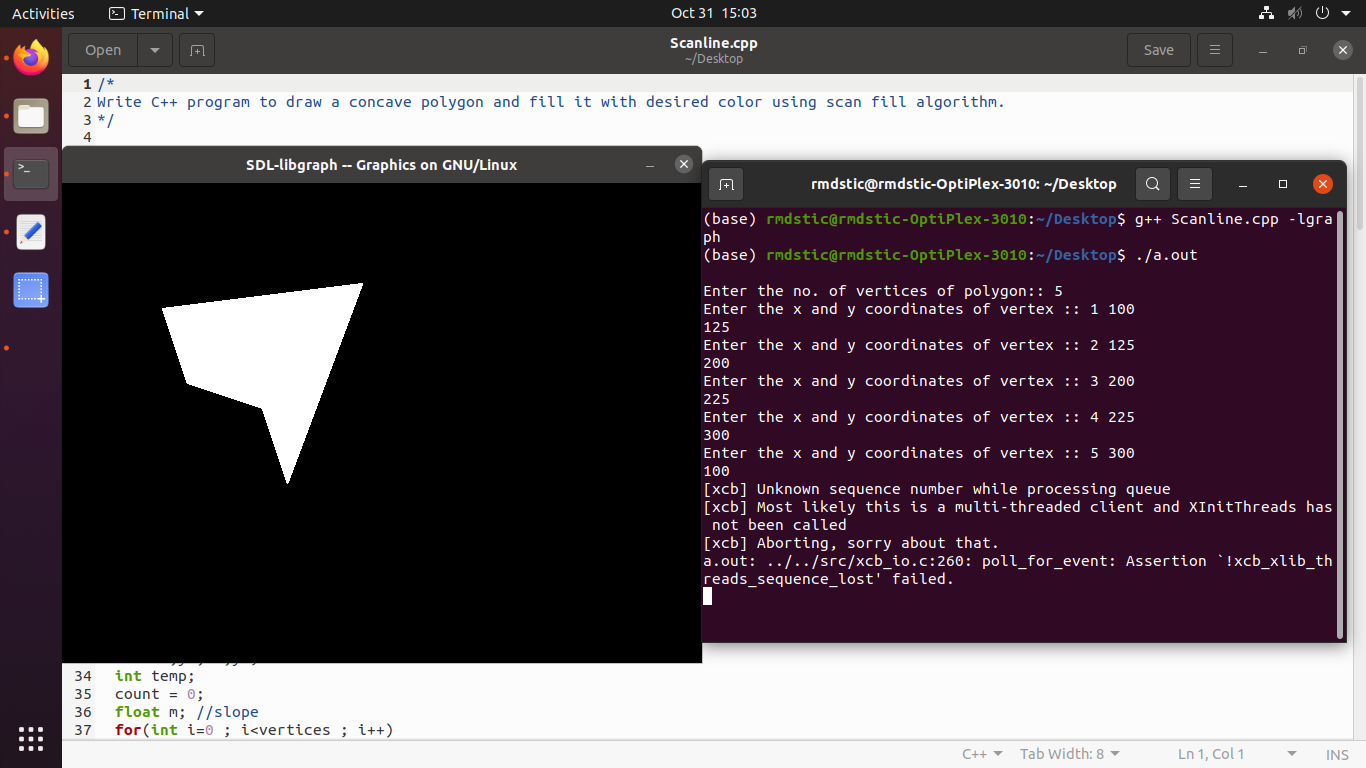 Activities
Terminal
Oct 31 15:03
Open
Scanline.cpp
~/Desktop
Save
1 /*
2 Write C++ program to draw a concave polygon and fill it with desired color using scan fill algorithm.
3 */
4
SDL-libgraph -- Graphics on GNU/Linux
rmdstic@rmdstic-OptiPlex-3010: ~/Desktop
(base) rmdstic@rmdstic-OptiPlex-3010:~/Desktop$ g++ Scanline.cpp -lgra
ph
(base) rmdstic@rmdstic-OptiPlex-3010:~/Desktop$ ./a.out
Enter the no. of vertices of polygon:: 5
Enter the x and y coordinates of vertex :: 1 100
125
Enter the x and y coordinates of vertex :: 2 125
200
Enter the x and y coordinates of vertex :: 3 200
225
Enter the x and y coordinates of vertex :: 4 225
300
Enter the x and y coordinates of vertex :: 5 300
100
[xcb] Unknown sequence number while processing queue
[xcb] Most likely this is a multi-threaded client and XInitThreads has
not been called
[xcb] Aborting, sorry about that.
a.out: ../../src/xcb_io.c:260: poll_for_event: Assertion `!xcb_xlib_th
reads_sequence_lost' failed.
34 int temp;
35 count = 0;
36 float m; //slope
37 for(int i=0 ; i<vertices ; i++)
C++
Tab Width: 8
Ln 1, Col 1
INS